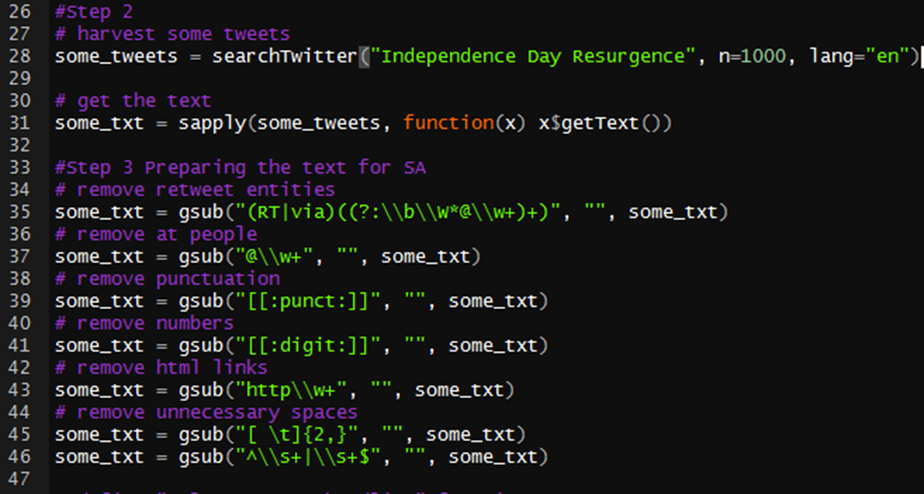 26 #Step 2
27 # harvest some tweets
28 some_tweets = searchTwitter("Independence Day Resurgence", n=1000, lang="en")
29
30 # get the text
31 some_txt = sapply(some_tweets, function(x) x$getText())
32
33 #Step 3 Preparing the text for SA
34 # remove retweet entities
35 some_txt = gsub("(RT|via)((?:\\b\\W*@\\w+)+)", "", some_txt)
36 # remove at people
37 some_txt = gsub("@\\w+", "", some_txt)
38 # remove punctuation
39 some_txt = gsub("[[:punct:]]", "", some_txt)
40 # remove numbers
41 some_txt = gsub("[[:digit:]]", "", some_txt)
42 # remove html links
43 some_txt = gsub("http\\w+", "", some_txt)
44 # remove unnecessary spaces
45 some_txt = gsub("[ \t]{2,}", "", some_txt)
46 some_txt = gsub("^\\s+|\\s+$", "", some_txt)
47